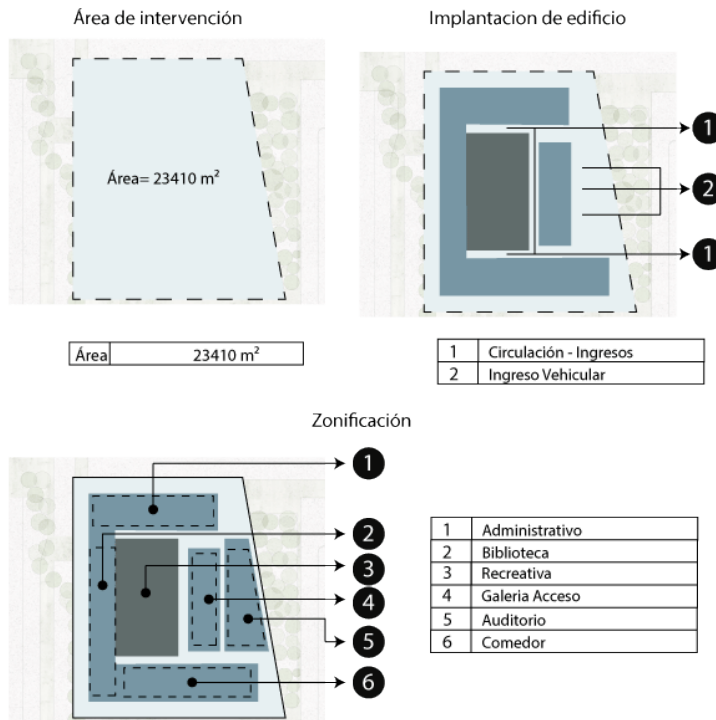 Área de intervención
Implantacion de edificio
Área= 23410 m²
1
2
1
Área 23410 m²
1 Circulación - Ingresos
2 Ingreso Vehicular
Zonificación
1
2
3
4
5
6
1 Administrativo
2 Biblioteca
3 Recreativa
4 Galeria Acceso
5 Auditorio
6 Comedor